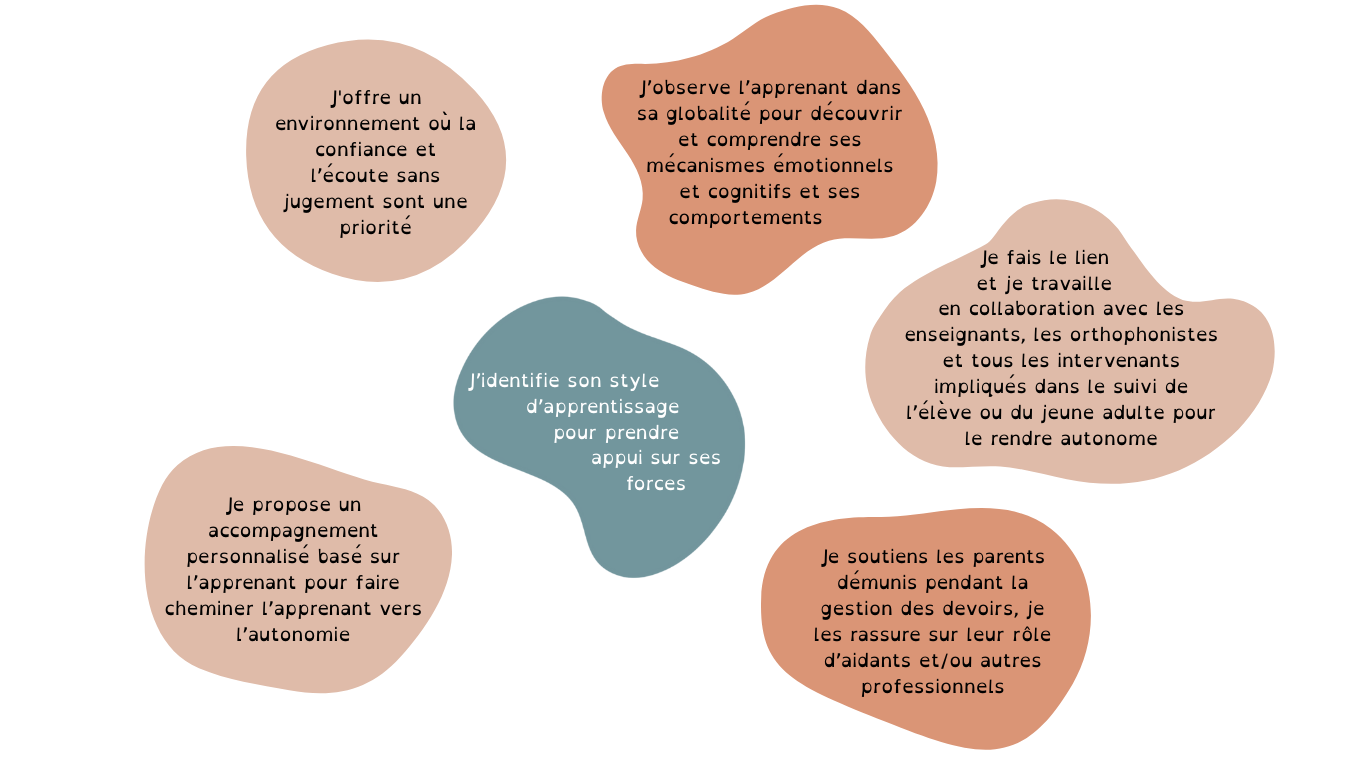 J'offre un
environnement où la
confiance et
l'écoute sans
jugement sont une
priorité
J'observe l'apprenant dans
sa globalité pour découvrir
et comprendre ses
mécanismes émotionnels
et cognitifs et ses
comportements
Je fais le lien
et je travaille
en collaboration avec les
enseignants, les orthophonistes
et tous les intervenants
impliqués dans le suivi de
l'élève ou du jeune adulte pour
le rendre autonome
J'identifie son style
d'apprentissage
pour prendre
appui sur ses
forces
Je propose un
accompagnement
personnalisé basé sur
l'apprenant pour faire
cheminer l'apprenant vers
l'autonomie
Je soutiens les parents
démunis pendant la
gestion des devoirs, je
les rassure sur leur rôle
d'aidants et/ou autres
professionnels